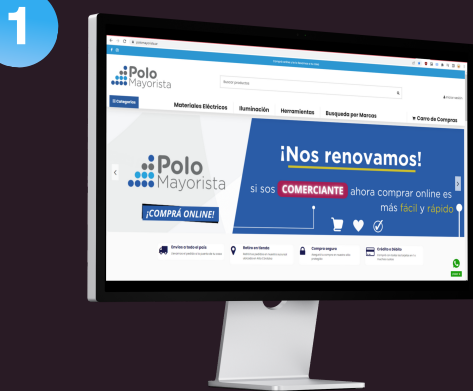 1
Polo
Mayorista
Buscar productos
Categorías
Materiales Eléctricos
Iluminación
Herramientas
Busqueda por Marcas
Carro de Compras
Polo
Mayorista
¡COMPRÁ ONLINE!
¡Nos renovamos!
si sos COMERCIANTE ahora comprar online es
más fácil y rápido
Envíos a todo el país
Retiro en tienda
Compra segura
Crédito o Débito